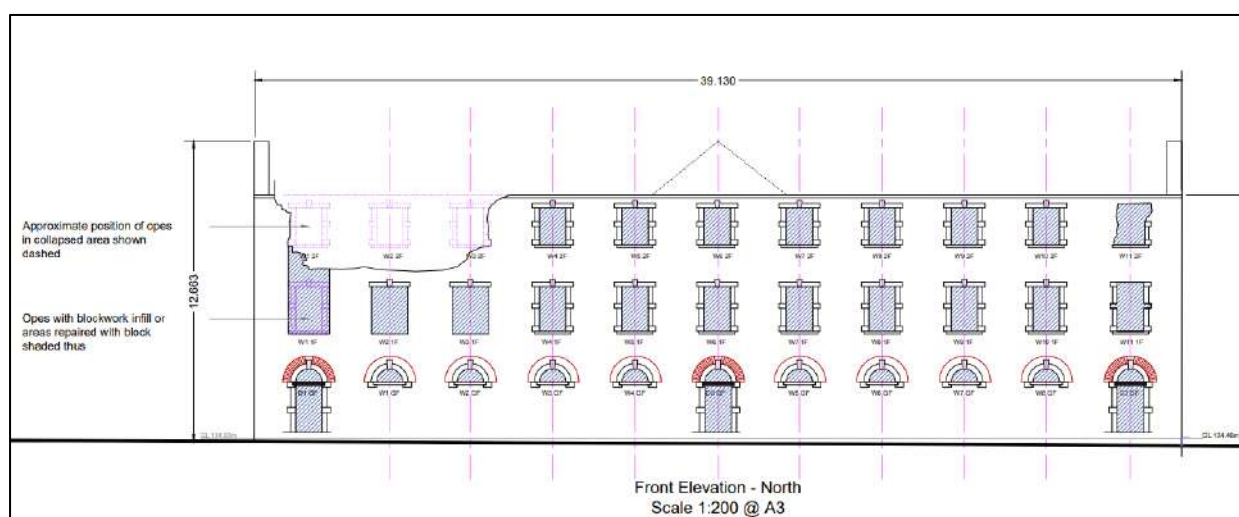 39.130
12.663
Approximate position of opes
in collapsed area shown
dashed
W2 2F
W4 2F W5 2F W6 2F W7 2F W8 2F W9 2F W10 2F W11 2F
Opes with blockwork infill or
areas repaired with block
shaded thus
W1 1F W2 1F W3 1F W4 1F W5 1F W6 1F W7 1F W8 1F W9 1F W10 1F W11 1F
D1 GF W1 GF W2 GF W3 GF W4 GF W5 GF W6 GF W7 GF W8 GF
Front Elevation - North
Scale 1:200 @ A3